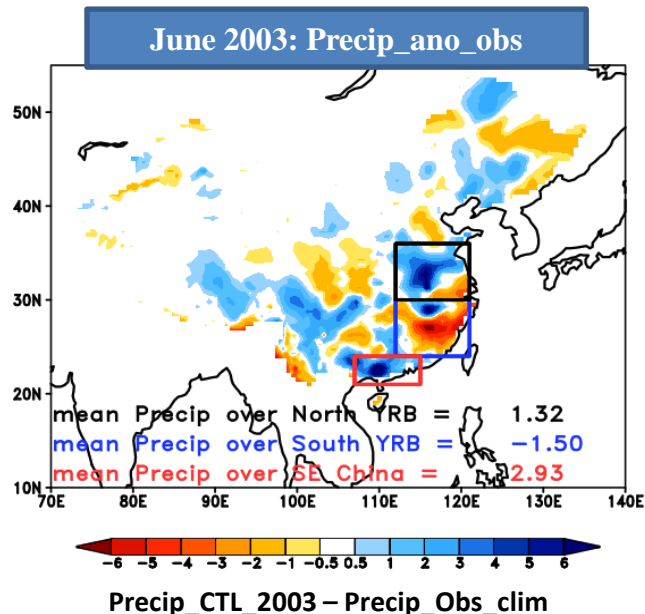 June 2003: Precip_ano_obs
50N
40N
30N
20N
10N
mean Precip over North YRB = 1.32
mean Precip over South YRB = −1.50
mean Precip over SE China = 2.93
70E 80E 90E 100E 110E 120E 130E 140E
−6 −5 −4 −3 −2 −1 −0.5 0.5 1 2 3 4 5 6
Precip_CTL_2003 – Precip_Obs_clim